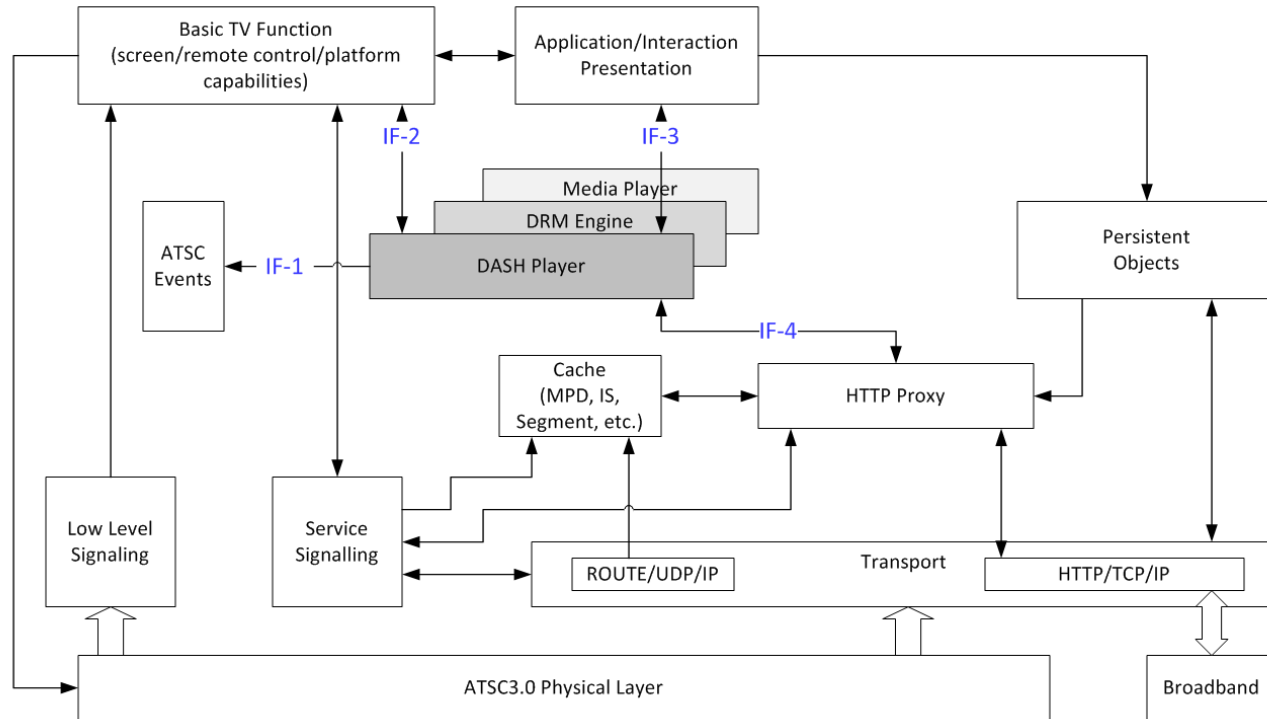 Basic TV Function
(screen/remote control/platform
capabilities)
Application/Interaction
Presentation
IF-2
IF-3
Media Player
DRM Engine
DASH Player
ATSC
Events
IF-1
Persistent
Objects
IF-4
Cache
(MPD, IS,
Segment, etc.)
HTTP Proxy
Low Level
Signaling
Service
Signalling
Transport
ROUTE/UDP/IP
HTTP/TCP/IP
ATSC3.0 Physical Layer
Broadband